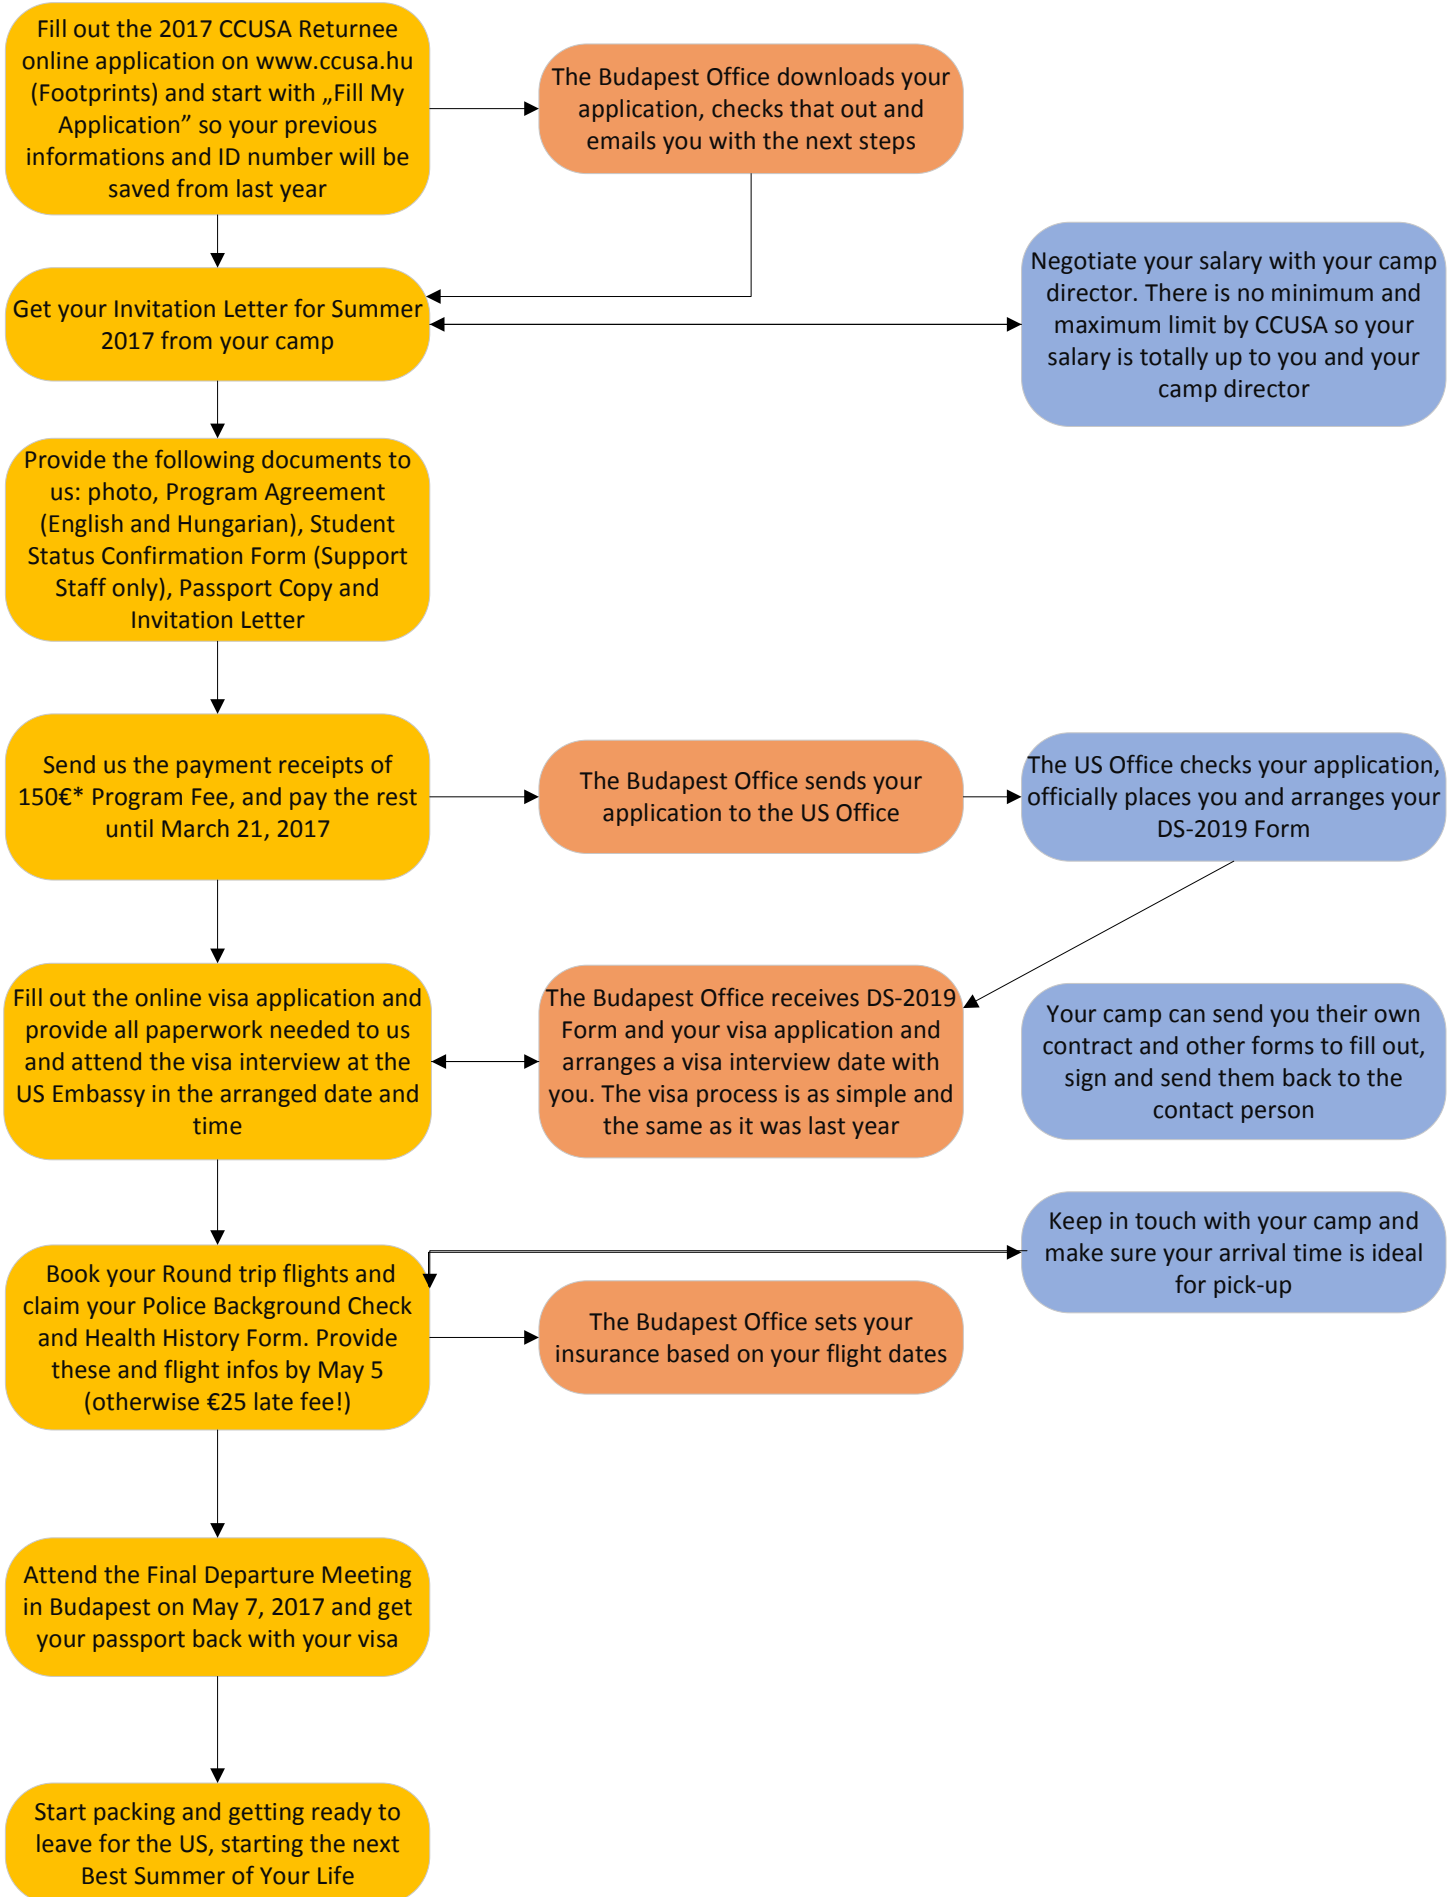 Fill out the 2017 CCUSA Returnee
online application on www.ccusa.hu
(Footprints) and start with „Fill My
Application” so your previous
informations and ID number will be
saved from last year
The Budapest Office downloads your
application, checks that out and
emails you with the next steps
Get your Invitation Letter for Summer
2017 from your camp
Negotiate your salary with your camp
director. There is no minimum and
maximum limit by CCUSA so your
salary is totally up to you and your
camp director
Provide the following documents to
us: photo, Program Agreement
(English and Hungarian), Student
Status Confirmation Form (Support
Staff only), Passport Copy and
Invitation Letter
Send us the payment receipts of
150€* Program Fee, and pay the rest
until March 21, 2017
The Budapest Office sends your
application to the US Office
The US Office checks your application,
officially places you and arranges your
DS-2019 Form
Fill out the online visa application and
provide all paperwork needed to us
and attend the visa interview at the
US Embassy in the arranged date and
time
The Budapest Office receives DS-2019
Form and your visa application and
arranges a visa interview date with
you. The visa process is as simple and
the same as it was last year
Your camp can send you their own
contract and other forms to fill out,
sign and send them back to the
contact person
Keep in touch with your camp and
make sure your arrival time is ideal
for pick-up
Book your Round trip flights and
claim your Police Background Check
and Health History Form. Provide
these and flight infos by May 5
(otherwise €25 late fee!)
The Budapest Office sets your
insurance based on your flight dates
Attend the Final Departure Meeting
in Budapest on May 7, 2017 and get
your passport back with your visa
Start packing and getting ready to
leave for the US, starting the next
Best Summer of Your Life